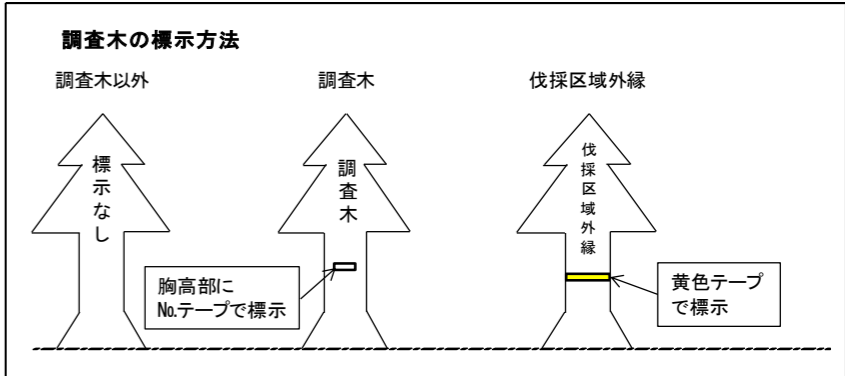 調査木の標示方法
調査木以外
調査木
伐採区域外縁
標示なし
調査木
伐採区域外縁
胸高部に
№テープで標示
黄色テープ
で標示